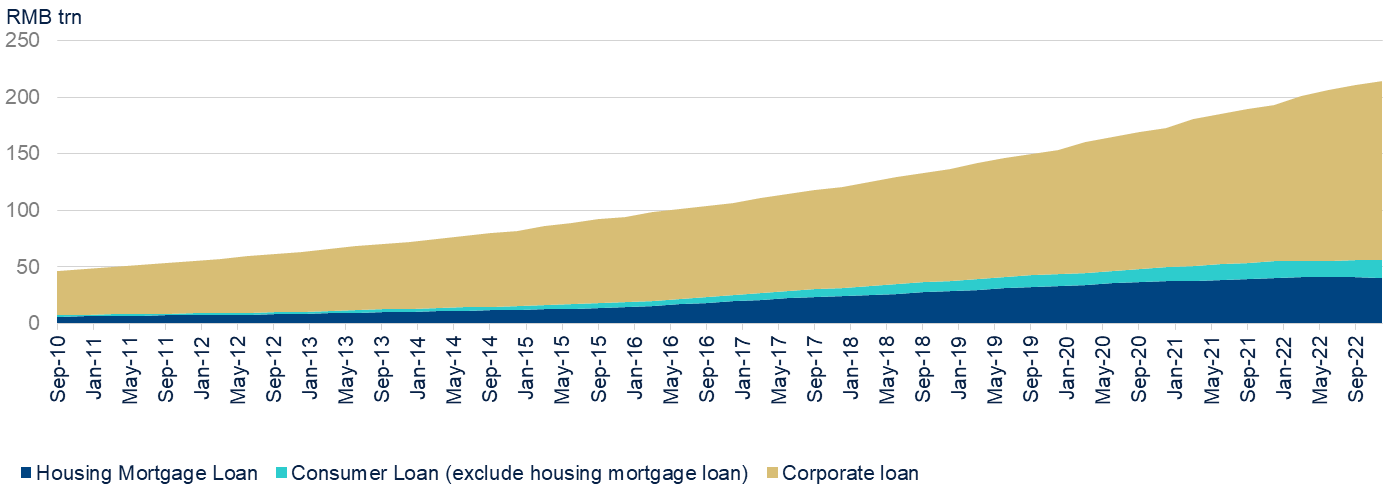 RMB trn
250
200
150
100
50
0
Sep-10 Jan-11 May-11 Sep-11 Jan-12 May-12 Sep-12 Jan-13 May-13 Sep-13 Jan-14 May-14 Sep-14 Jan-15 May-15 Sep-15 Jan-16 May-16 Sep-16 Jan-17 May-17 Sep-17 Jan-18 May-18 Sep-18 Jan-19 May-19 Sep-19 Jan-20 May-20 Sep-20 Jan-21 May-21 Sep-21 Jan-22 May-22 Sep-22
Housing Mortgage Loan Consumer Loan (exclude housing mortgage loan) Corporate loan